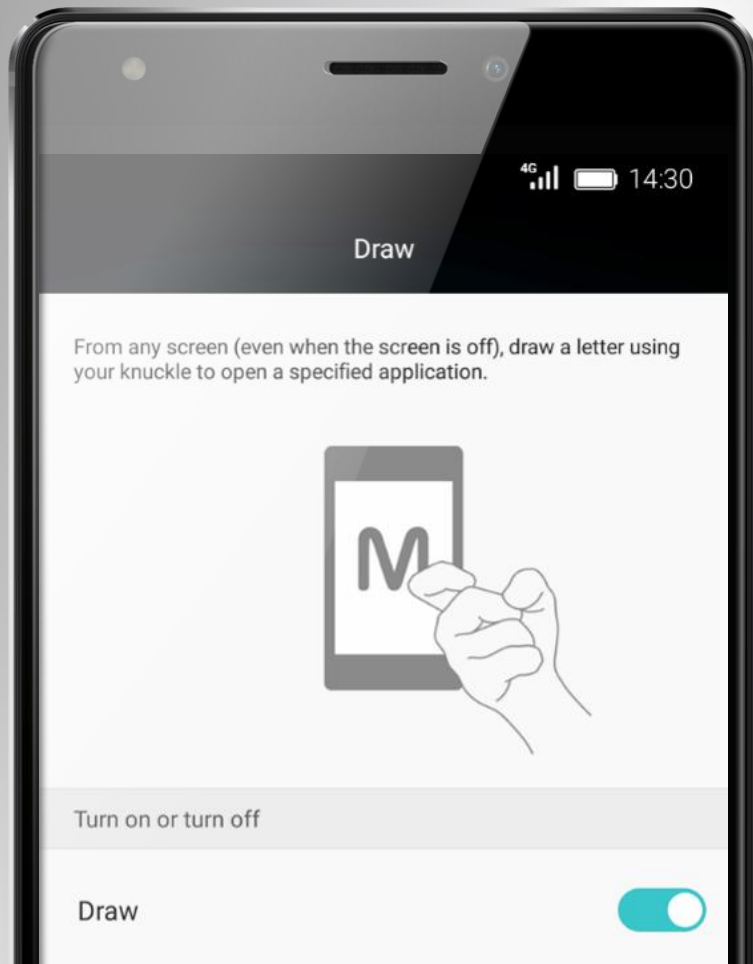 4G 14:30
Draw
From any screen (even when the screen is off), draw a letter using
your knuckle to open a specified application.
M
Turn on or turn off
Draw